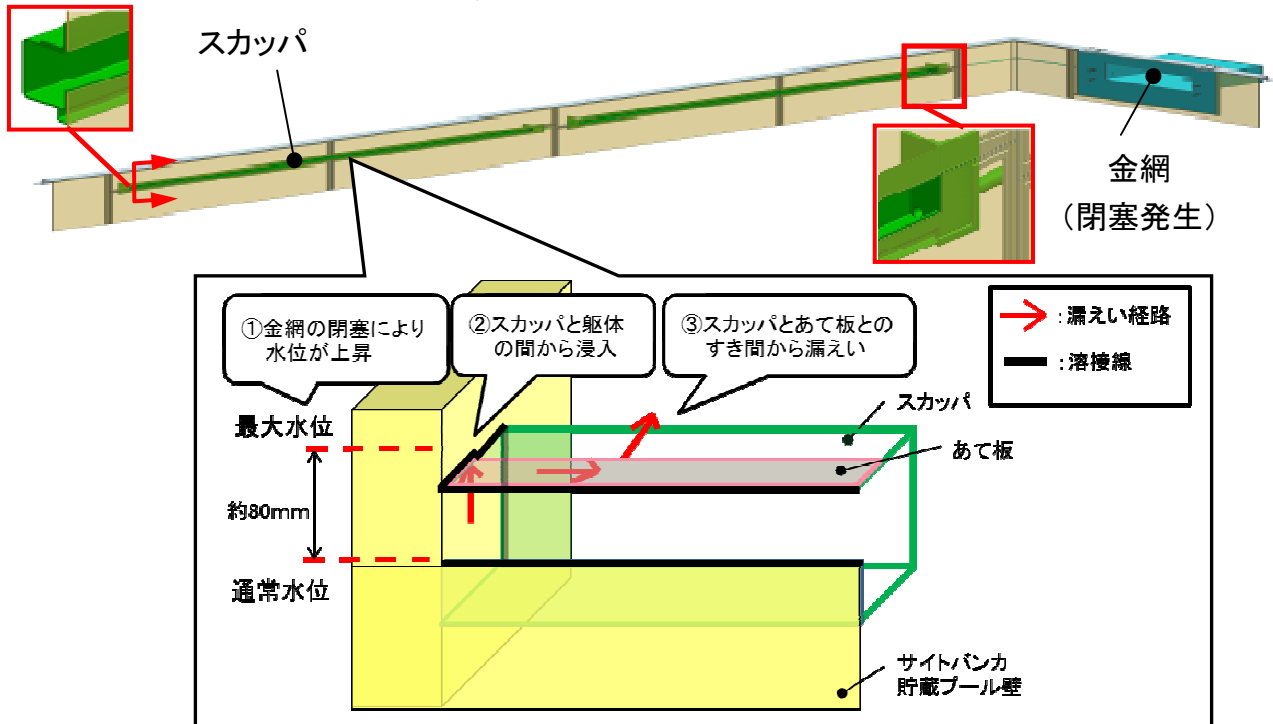 スカッパ
金網
（閉塞発生）
①金網の閉塞により
水位が上昇
②スカッパと躯体
の間から浸入
③スカッパとあて板との
すき間から漏えい
：漏えい経路
：溶接線
最大水位
約80mm
通常水位
スカッパ
あて板
サイトバンカ
貯蔵プール壁